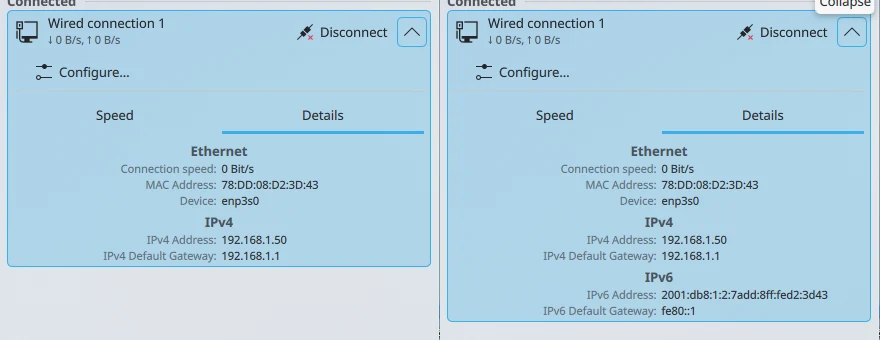 Connected
Wired connection 1
↓ 0 B/s, ↑ 0 B/s
Disconnect
Configure...
Speed
Details
Ethernet
Connection speed: 0 Bit/s
MAC Address: 78:DD:08:D2:3D:43
Device: enp3s0
IPv4
IPv4 Address: 192.168.1.50
IPv4 Default Gateway: 192.168.1.1
Connected
Collapse
Wired connection 1
↓ 0 B/s, ↑ 0 B/s
Disconnect
Configure...
Speed
Details
Ethernet
Connection speed: 0 Bit/s
MAC Address: 78:DD:08:D2:3D:43
Device: enp3s0
IPv4
IPv4 Address: 192.168.1.50
IPv4 Default Gateway: 192.168.1.1
IPv6
IPv6 Address: 2001:db8:1:2:7add:8ff:fed2:3d43
IPv6 Default Gateway: fe80::1